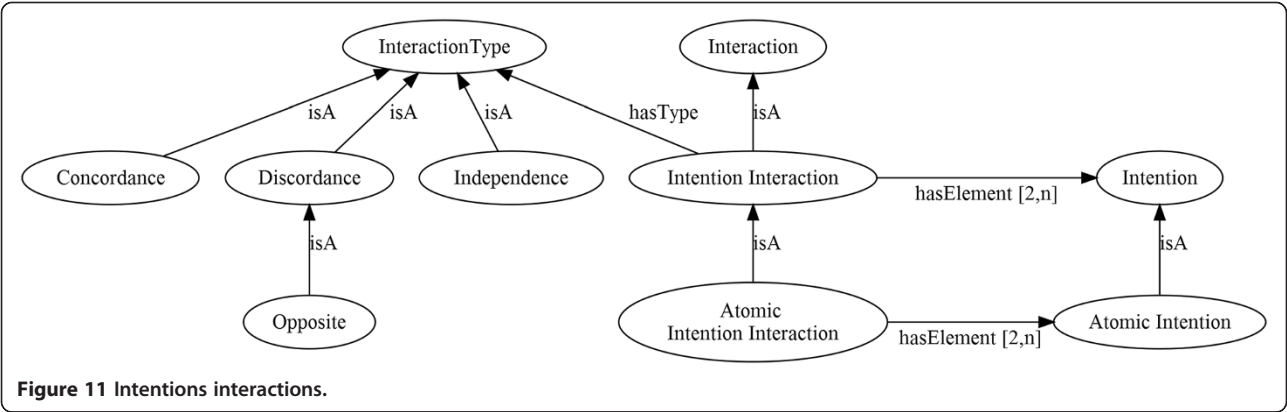 InteractionType
Interaction
isA
isA
isA
hasType
isA
Concordance
Discordance
Independence
Intention Interaction
hasElement [2,n]
Intention
isA
isA
isA
Opposite
Atomic
Intention Interaction
hasElement [2,n]
Atomic Intention
Figure 11 Intentions interactions.